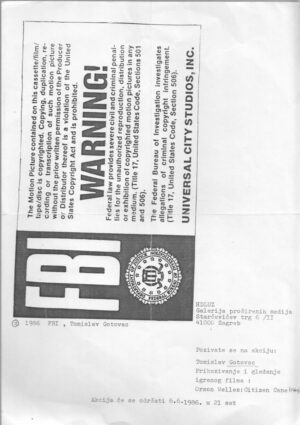 The Motion Picture contained on this cassette/film/
tape/disc is copyrighted. Copying, duplication, re-
cording or transcription of such motion picture
without the prior written permission of the Producer
or Distributor thereof is a violation of the United
States Copyright Act and is prohibited.
WARNING!
Federal law provides severe civil and criminal penal-
ties for the unauthorized reproduction, distribution
or exhibition of copyrighted motion pictures in any
medium, (Title 17, United States Code, Sections 501
and 506).
The Federal Bureau of Investigation investigates
allegations of criminal copyright infringement.
(Title 17, United States Code, Section 506).
UNIVERSAL CITY STUDIOS, INC.
FBI
© 1986 FBI , Tomislav Gotovac
HDLUZ
Galerija proširenih medija
Starčevićev trg 6 /II
41000 Zagreb
Pozivate se na akciju:
Tomislav Gotovac
Prikazivanje i gledanje
igranog filma :
Orson Welles:Citizen Cane
Akcija će se održati 6.6.1986. u 21 sat